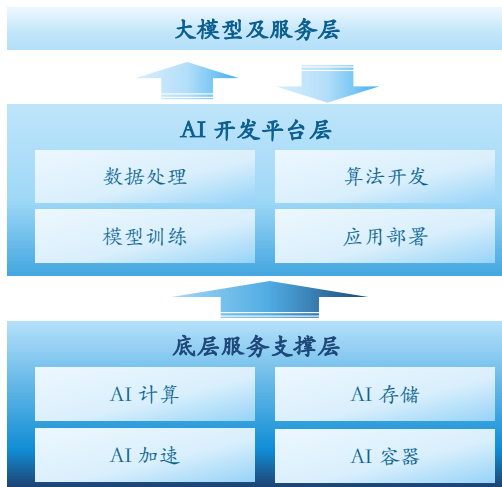 大模型及服务层
AI 开发平台层
数据处理
算法开发
模型训练
应用部署
底层服务支撑层
AI 计算
AI 存储
AI 加速
AI 容器